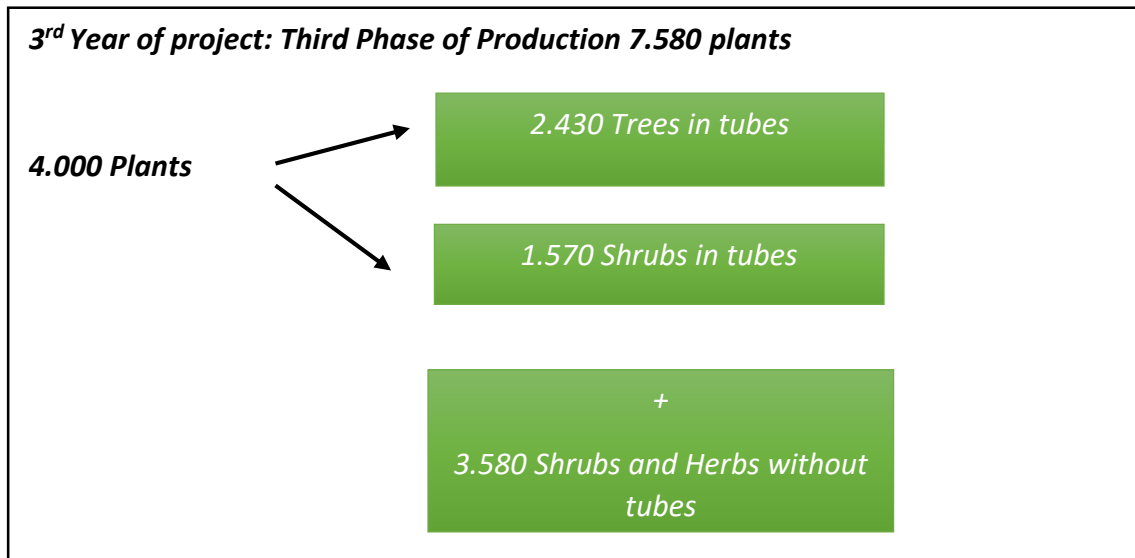 3rd Year of project: Third Phase of Production 7.580 plants
2.430 Trees in tubes
4.000 Plants
1.570 Shrubs in tubes
+
3.580 Shrubs and Herbs without
tubes